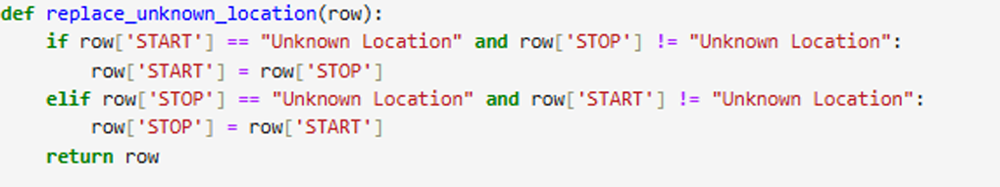 def replace_unknown_location(row):
    if row['START'] == "Unknown Location" and row['STOP'] != "Unknown Location":
        row['START'] = row['STOP']
    elif row['STOP'] == "Unknown Location" and row['START'] != "Unknown Location":
        row['STOP'] = row['START']
    return row